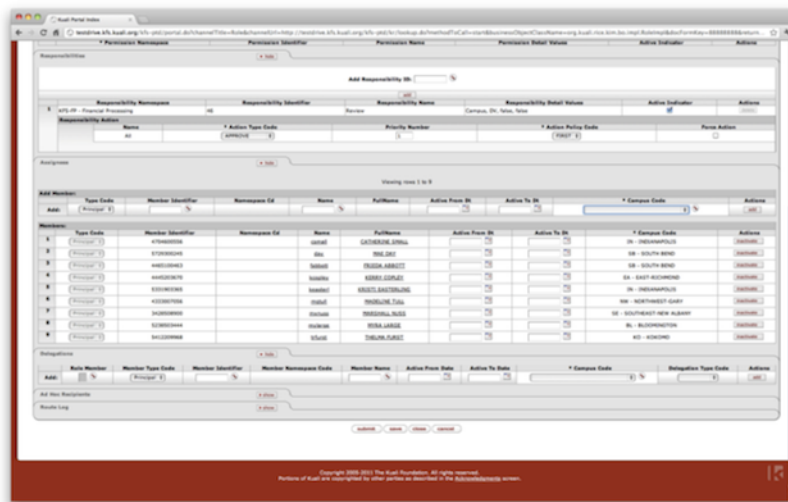 Kuali Portal Index
* Permission Namespace Permission Identifier Permission Name Permission Detail Values Active Indicator Actions
Responsibilities hide
Add Responsibility ID:
add
Responsibility Namespace Responsibility Identifier Responsibility Name Responsibility Detail Values Active Indicator Actions
1 KFS-FP - Financial Processing Review Campus, DV, false, false
Responsibility Action
Name * Action Type Code Priority Number * Action Policy Code Force Action
APPROVE 1 FIRST
Assignees hide
Viewing rows 1 to 9
Add Member:
Type Code Member Identifier Namespace Cd Name FullName Active From Dt Active To Dt * Campus Code Actions
Add: Principal add
Members:
Type Code Member Identifier Namespace Cd Name FullName Active From Dt Active To Dt * Campus Code Actions
1 Principal CATHERINE SMALL IN - INDIANAPOLIS inactivate
2 Principal MAE DAY SB - SOUTH BEND inactivate
3 Principal FRIEDA ABBOTT SB - SOUTH BEND inactivate
4 Principal KERRY COPLEY EA - EAST-RICHMOND inactivate
5 Principal KRISTI EASTERLING IN - INDIANAPOLIS inactivate
6 Principal MADELINE TULL NW - NORTHWEST-GARY inactivate
7 Principal MARSHALL NUSS SE - SOUTHEAST-NEW ALBANY inactivate
8 Principal MYRA LARGE BL - BLOOMINGTON inactivate
9 Principal THELMA FURST KO - KOKOMO inactivate
Delegations hide
Role Member Member Type Code Member Identifier Member Namespace Code Member Name Active From Date Active To Date * Campus Code Delegation Type Code Actions
Add: Principal add
Ad Hoc Recipients show
Route Log show
submit save close cancel
Copyright 2005-2011 The Kuali Foundation. All rights reserved.
Portions of Kuali are copyrighted by other parties as described in the Acknowledgments screen.